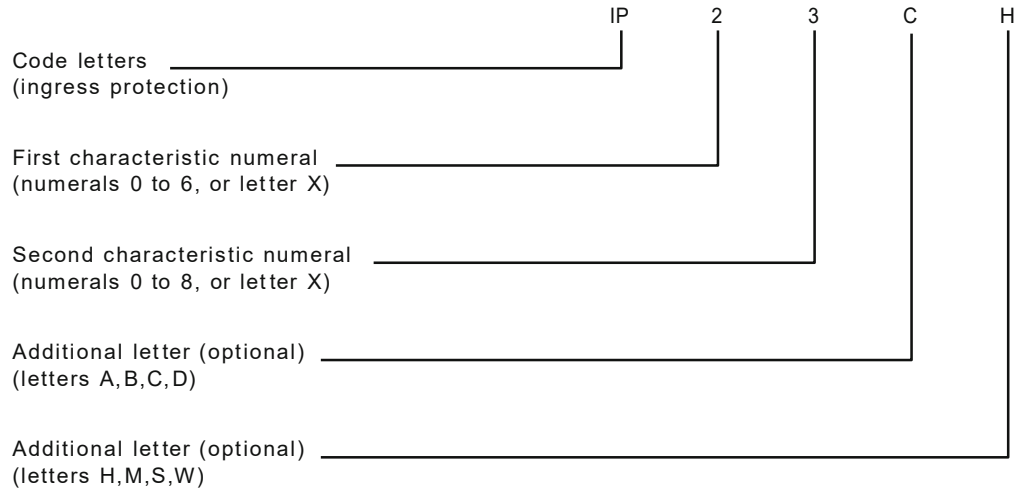 IP 2 3 C H
Code letters
(ingress protection)
First characteristic numeral
(numerals 0 to 6, or letter X)
Second characteristic numeral
(numerals 0 to 8, or letter X)
Additional letter (optional)
(letters A,B,C,D)
Additional letter (optional)
(letters H,M,S,W)